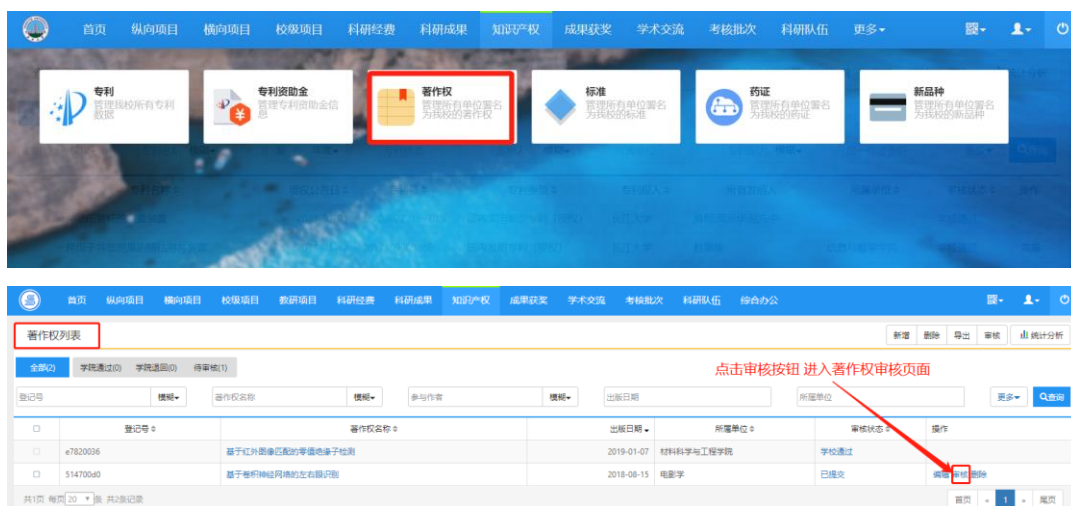 首页 纵向项目 横向项目 校级项目 科研经费 科研成果 知识产权 成果获奖 学术交流 考核批次 科研队伍 更多
专利
管理我校所有专利
数据
专利资助金
管理专利资助金信
息
著作权
管理所有单位署名
为我校的著作权
标准
管理所有单位署名
为我校的标准
药证
管理所有单位署名
为我校的药证
新品种
管理所有单位署名
为我校的新品种
首页 纵向项目 横向项目 校级项目 教研项目 科研经费 科研成果 知识产权 成果获奖 学术交流 考核批次 科研队伍 综合办公
著作权列表 新增 删除 导出 审核 统计分析
全部(2) 学院通过(0) 学院退回(0) 待审核(1)
点击审核按钮 进入著作权审核页面
登记号 模糊 著作权名称 模糊 参与作者 模糊 出版日期 所属单位 更多 查询
登记号 著作权名称 出版日期 所属单位 审核状态 操作
e7820036 基于红外图像匹配的零值绝缘子检测 2019-01-07 材料科学与工程学院 学校通过
514700d0 基于卷积神经网络的左右眼识别 2018-08-15 电影学 已提交 编辑 审核 删除
共1页 每页 20 条 共2条记录 首页 « 1 » 尾页